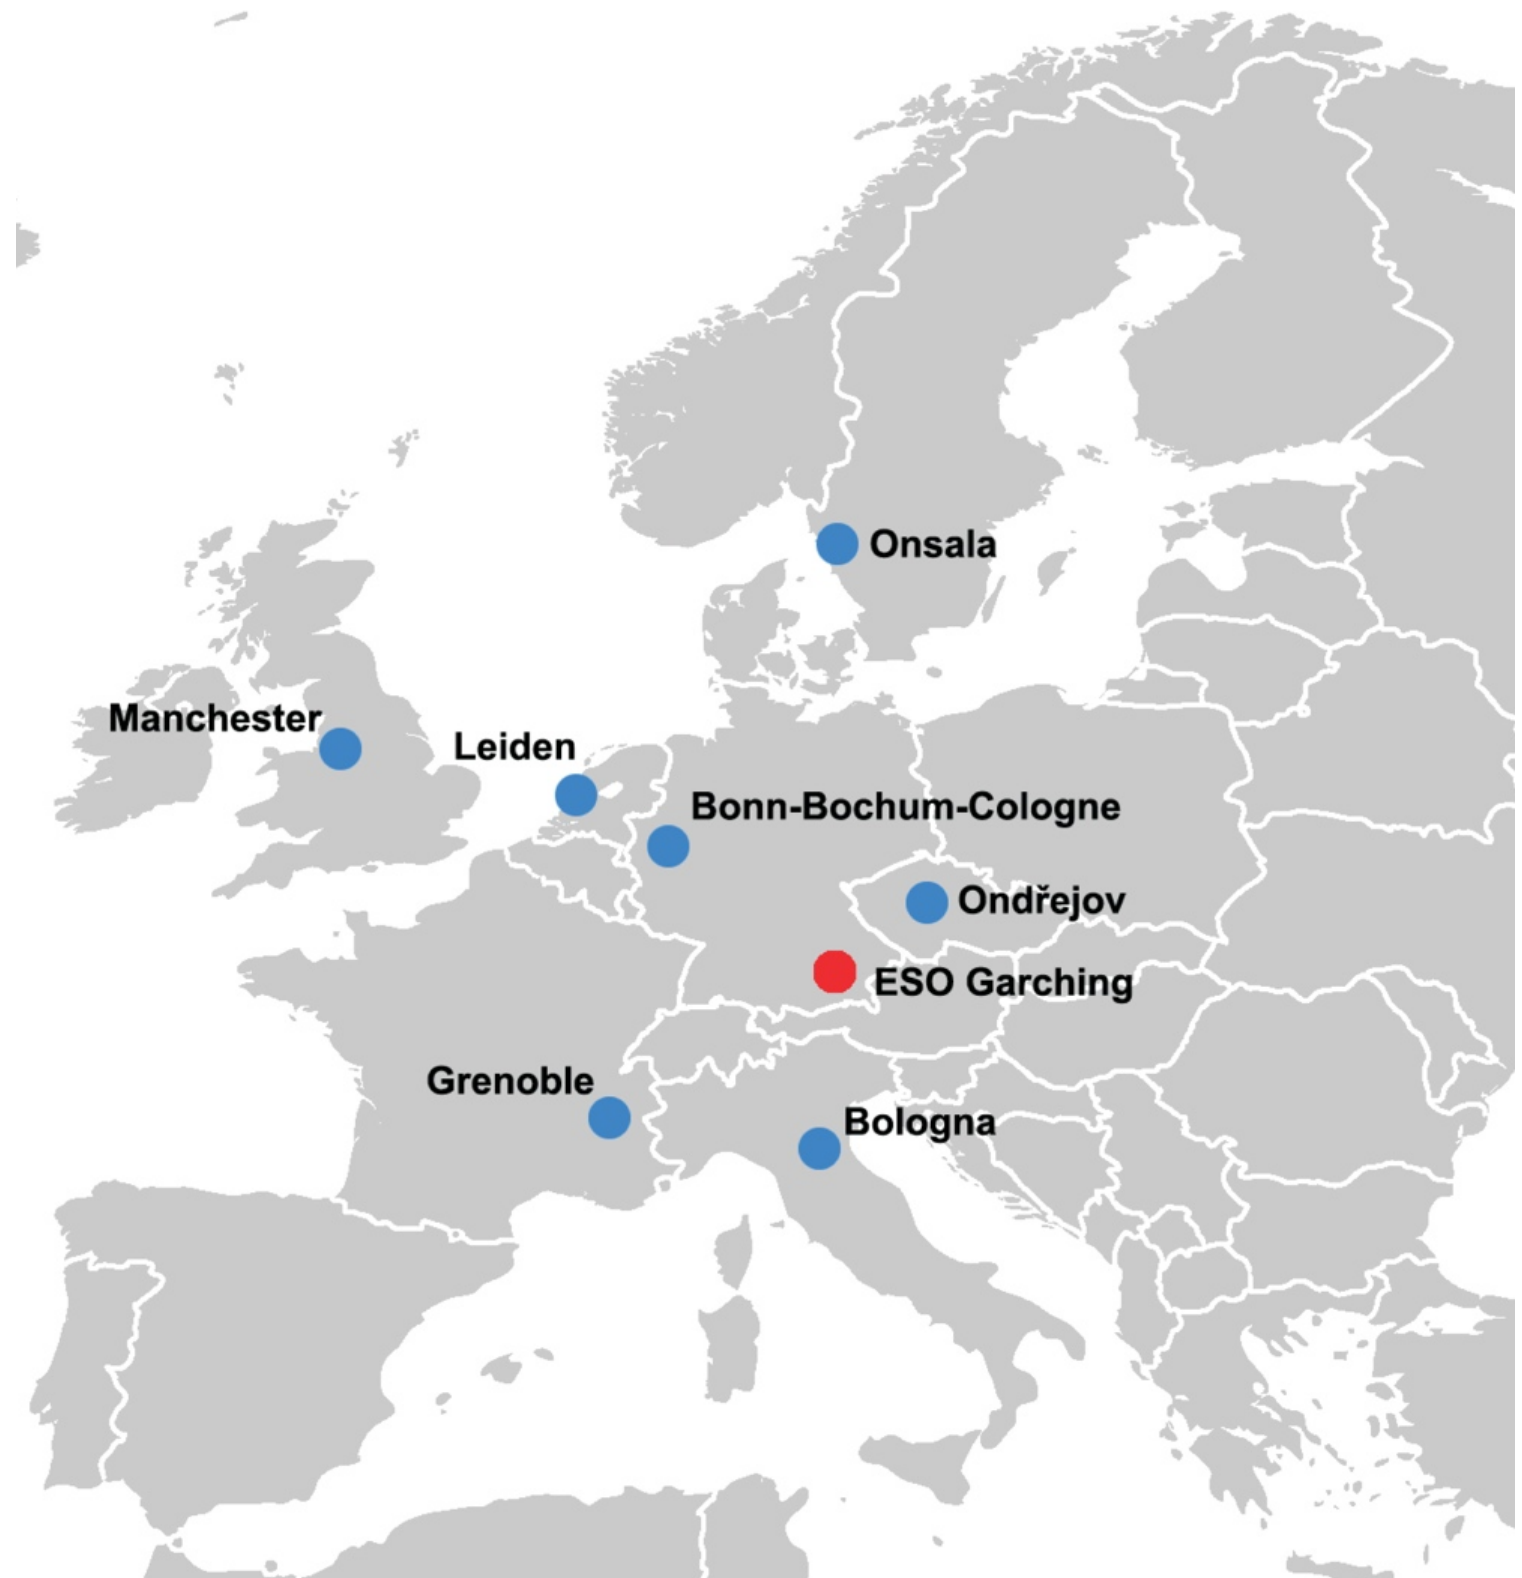 Onsala
Manchester
Leiden
Bonn-Bochum-Cologne
Ondřejov
ESO Garching
Grenoble
Bologna